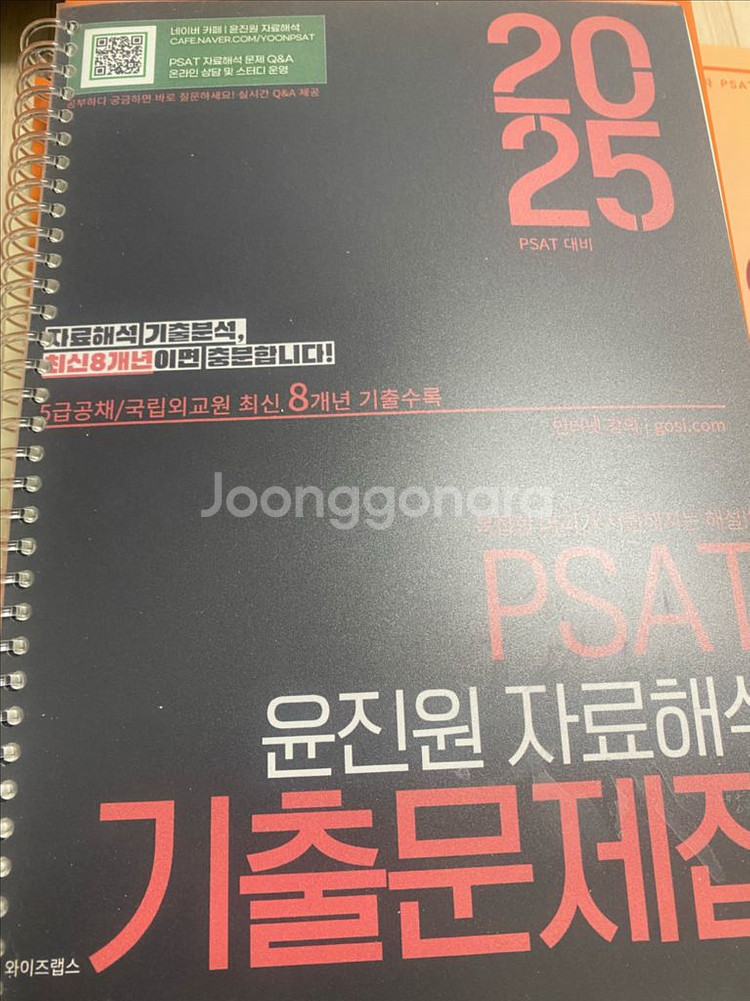 네이버 카페 | 윤진원 자료해석
CAFE.NAVER.COM/YOONPSAT
PSAT 자료해석 문제 Q&A
온라인 상담 및 스터디 운영
공부하다 궁금하면 바로 질문하세요! 실시간 Q&A 제공
20
25
PSAT 대비
PSAT
자료해석 기출분석,
최신8개년이면 충분합니다!
5급공채/국립외교원 최신 8개년 기출수록
인터넷 강의 | gosi.com
Joonggonara
해설
PSAT
윤진원 자료해석
기출문제집
와이즈랩스